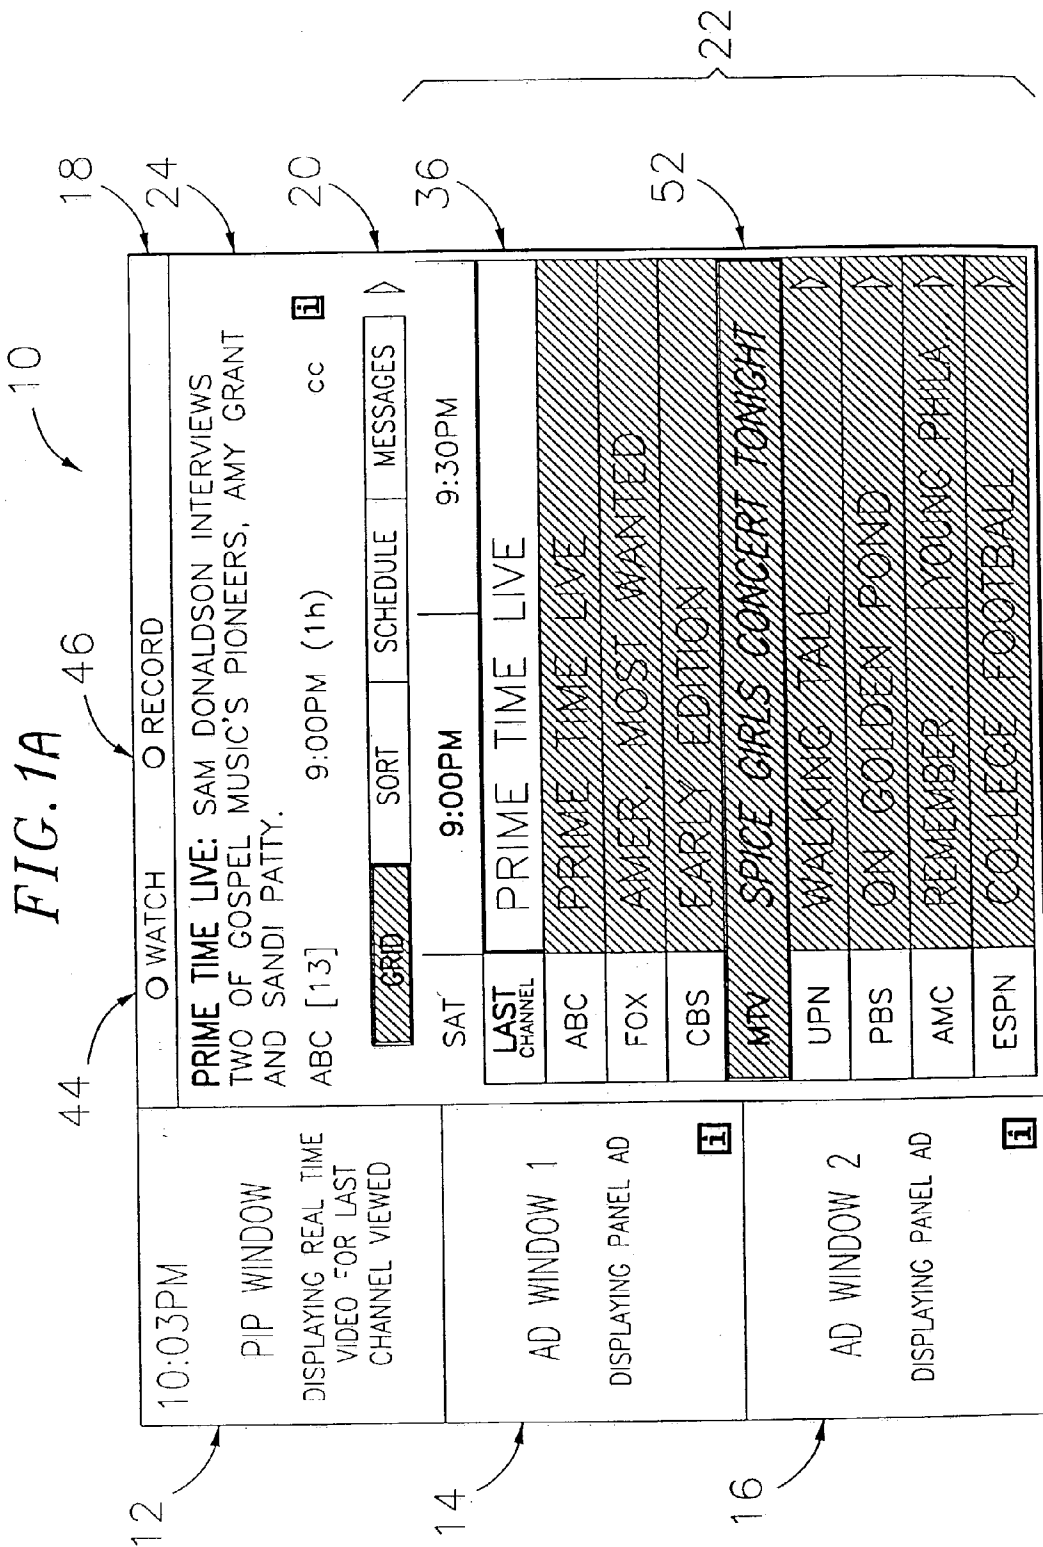 FIG.1A
10
44
46
18
24
20
36
52
22
12
14
16
10:03PM
PIP WINDOW
DISPLAYING REAL TIME
VIDEO FOR LAST
CHANNEL VIEWED
AD WINDOW 1
DISPLAYING PANEL AD
i
AD WINDOW 2
DISPLAYING PANEL AD
i
O WATCH
O RECORD
PRIME TIME LIVE: SAM DONALDSON INTERVIEWS
TWO OF GOSPEL MUSIC'S PIONEERS, AMY GRANT
AND SANDI PATTY.
ABC [13] 9:00PM (1h) cc i
GRID SORT SCHEDULE MESSAGES
SAT 9:00PM 9:30PM
LAST
CHANNEL
PRIME TIME LIVE
ABC PRIME TIME LIVE
FOX AMER. MOST WANTED
CBS EARLY EDITION
MTV SPICE GIRLS CONCERT TONIGHT
UPN WALKING TALL
PBS ON GOLDEN POND
AMC REMEMBER... YOUNG PHILA.
ESPN COLLEGE FOOTBALL